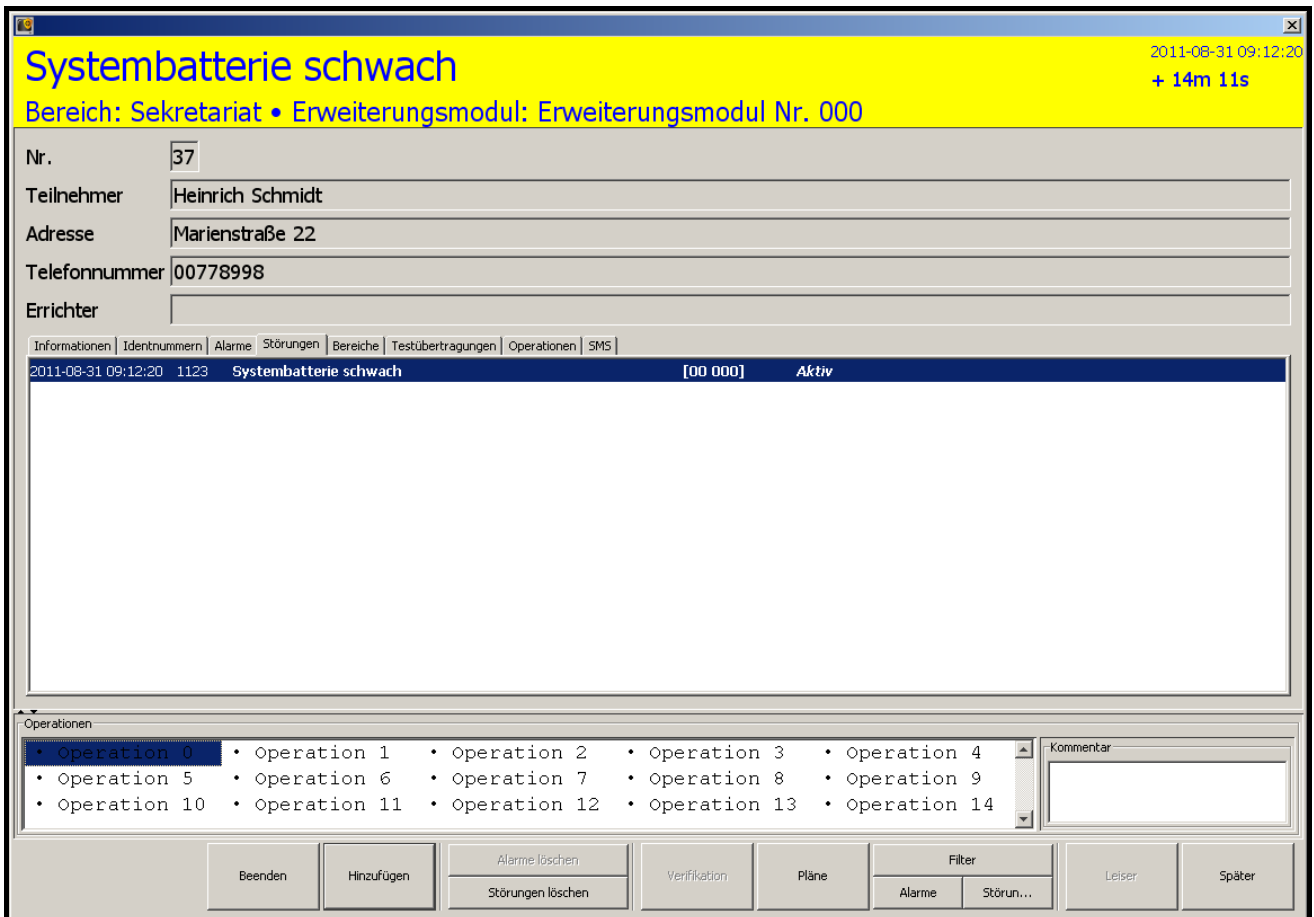 Systembatterie schwach
2011-08-31 09:12:20
+ 14m 11s
Bereich: Sekretariat • Erweiterungsmodul: Erweiterungsmodul Nr. 000
Nr. 37
Teilnehmer Heinrich Schmidt
Adresse Marienstraße 22
Telefonnummer 00778998
Errichter
Informationen Identnummern Alarme Störungen Bereiche Testübertragungen Operationen SMS
2011-08-31 09:12:20 1123 Systembatterie schwach [00 000] Aktiv
Operationen
• Operation 0 • Operation 1 • Operation 2 • Operation 3 • Operation 4
• Operation 5 • Operation 6 • Operation 7 • Operation 8 • Operation 9
• Operation 10 • Operation 11 • Operation 12 • Operation 13 • Operation 14
Kommentar
Beenden Hinzufügen Alarme löschen Verifikation Pläne Filter Leiser Später
Störungen löschen Alarme Störun...